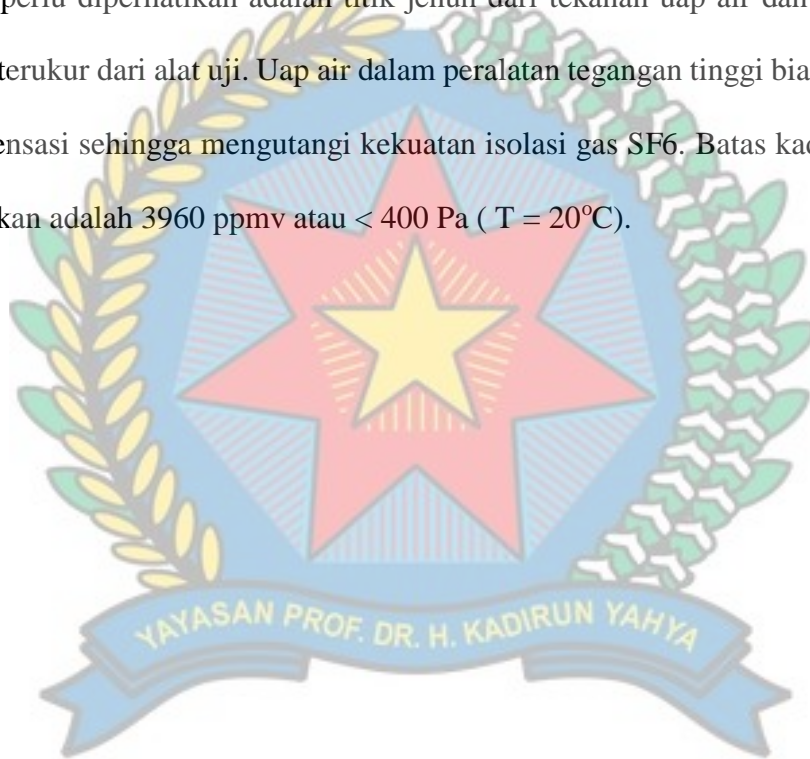 perlu diperhatikan adalah titik jenuh dari tekanan uap air dan
terukur dari alat uji. Uap air dalam peralatan tegangan tinggi bia
ensasi sehingga mengutangi kekuatan isolasi gas SF6. Batas kad
kan adalah 3960 ppmv atau < 400 Pa ( T = 20°C).
YAYASAN PROF. DR. H. KADIRUN YAHYA